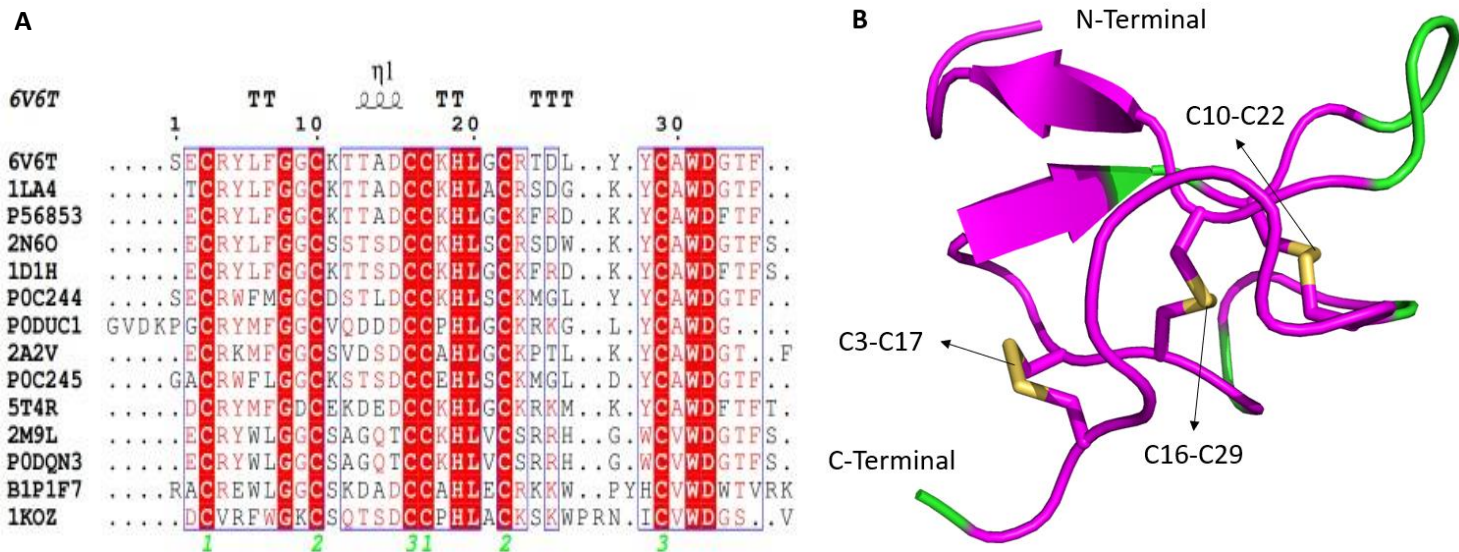 A
η1
6V6T TT TT TTT
1 10 20 30
6V6T ....SECRYLFGGCKTTADCCKHLGCRTDL..Y.YCAWDGTF..
1LA4 .....TCRYLFGGCKTTADCCKHLACRSDG..K.YCAWDGTF..
P56853 .....ECRYLFGGCKTTADCCKHLGCKFRD..K.YCAWDFTF..
2N6O .....ECRYLFGGCSSTSDCCKHLSCRSDW..K.YCAWDGTFS.
1D1H .....ECRYLFGGCKTTSDCCKHLGCKFRD..K.YCAWDFTFS.
P0C244 ....SECRWFMGGCDSTLDCCKHLSCKMGL..Y.YCAWDGTF..
P0DUC1 GVDKPGCRYMFGGCVQDDDCCPHLGCKRKG..L.YCAWDG....
2A2V .....ECRKMFGGCSVDSDCCAHLGCKPTL..K.YCAWDGT..F
P0C245 ....GACRWFLGGCKSTSDCCEHLSCKMGL..D.YCAWDGTF..
5T4R .....DCRYMFGDCEKDEDCCKHLGCKRKM..K.YCAWDFTFT.
2M9L .....ECRYWLGGCSAGQTCCKHLVCSRRH..G.WCVWDGTFS.
P0DQN3 .....ECRYWLGGCSAGQTCCKHLVCSRRH..G.WCVWDGTFS.
B1P1F7 ....RACREWLGGCSKDADCCAHLECRKKW..PYHCVWDWTVRK
1KOZ .....DCVRFWGKCSQTSDCCPHLACKSKWPRN.ICVWDGS..V
1 2 31 2 3
B
N-Terminal
C10-C22
C3-C17
C16-C29
C-Terminal